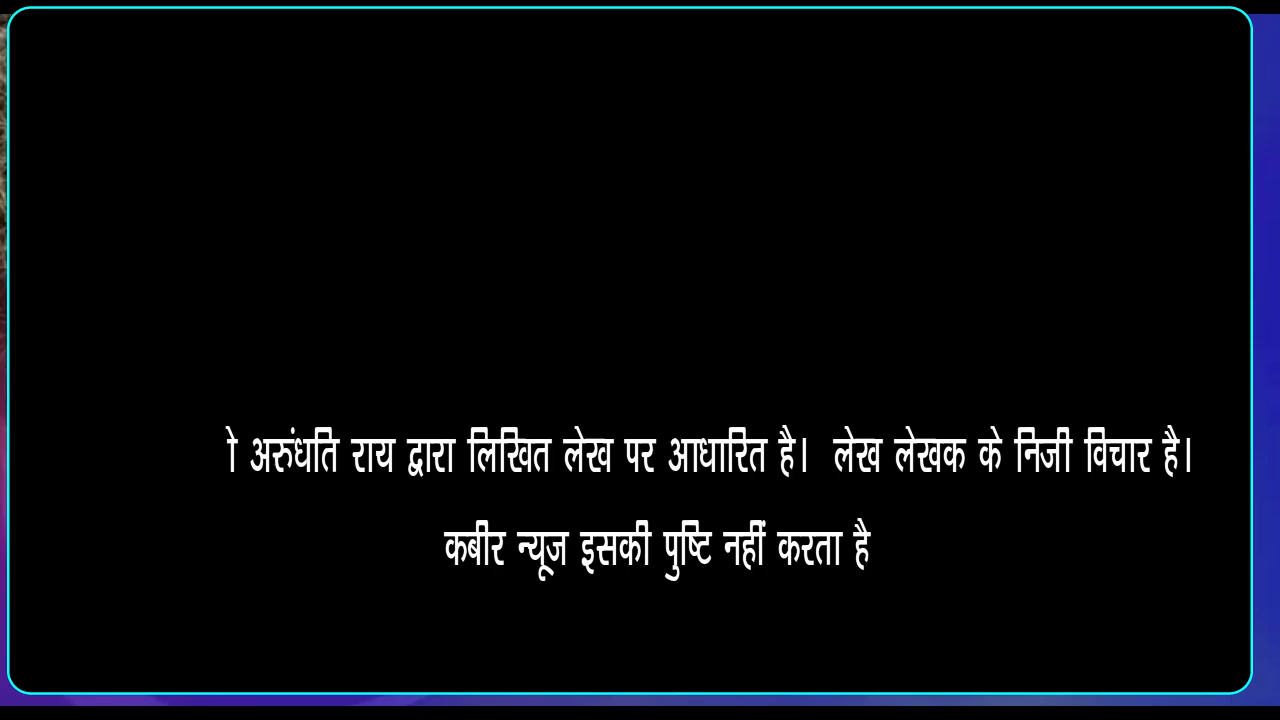 े अरुंधति राय द्वारा लिखित लेख पर आधारित है। लेख लेखक के निजी विचार है।
कबीर न्यूज इसकी पुष्टि नहीं करता है